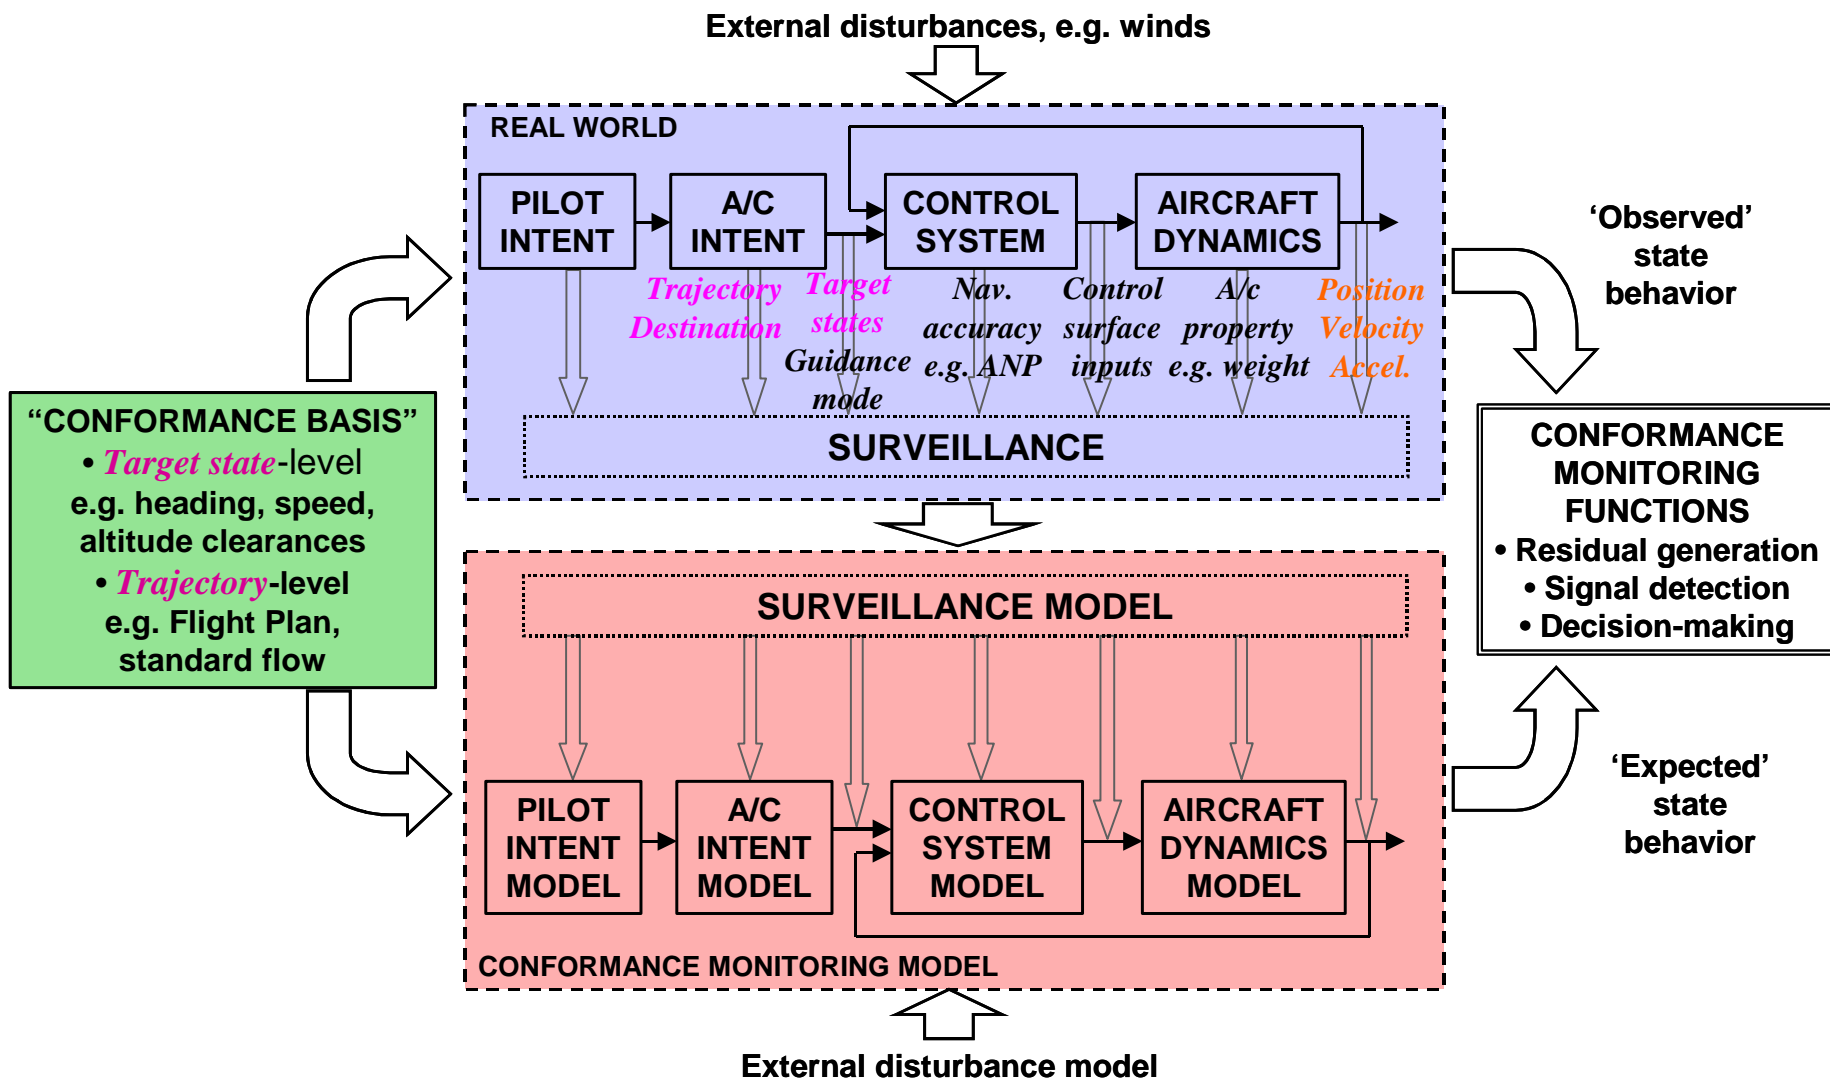 External disturbances, e.g. winds
REAL WORLD
PILOT
INTENT
A/C
INTENT
CONTROL
SYSTEM
AIRCRAFT
DYNAMICS
Trajectory
Destination
Target
states
Guidance
mode
Nav.
accuracy
e.g. ANP
Control
surface
inputs
A/c
property
e.g. weight
Position
Velocity
Accel.
SURVEILLANCE
‘Observed’
state
behavior
“CONFORMANCE BASIS”
• Target state-level
e.g. heading, speed,
altitude clearances
• Trajectory-level
e.g. Flight Plan,
standard flow
CONFORMANCE
MONITORING
FUNCTIONS
• Residual generation
• Signal detection
• Decision-making
SURVEILLANCE MODEL
PILOT
INTENT
MODEL
A/C
INTENT
MODEL
CONTROL
SYSTEM
MODEL
AIRCRAFT
DYNAMICS
MODEL
CONFORMANCE MONITORING MODEL
‘Expected’
state
behavior
External disturbance model